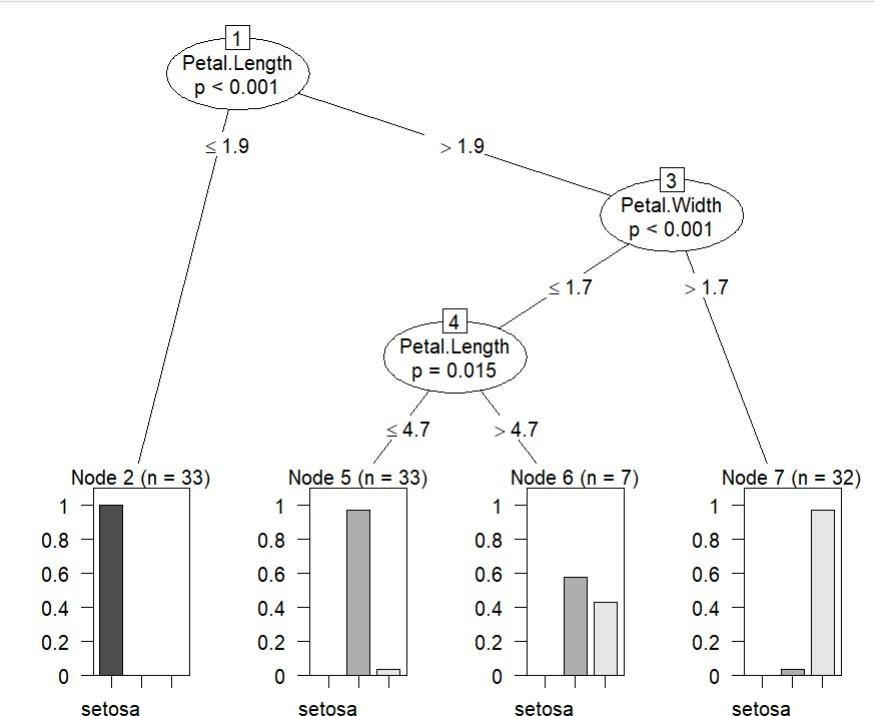 1
Petal.Length
p < 0.001
≤ 1.9
> 1.9
3
Petal.Width
p < 0.001
≤ 1.7
> 1.7
4
Petal.Length
p = 0.015
≤ 4.7
> 4.7
Node 2 (n = 33)
1
0.8
0.6
0.4
0.2
0
setosa
Node 5 (n = 33)
1
0.8
0.6
0.4
0.2
0
setosa
Node 6 (n = 7)
1
0.8
0.6
0.4
0.2
0
setosa
Node 7 (n = 32)
1
0.8
0.6
0.4
0.2
0
setosa